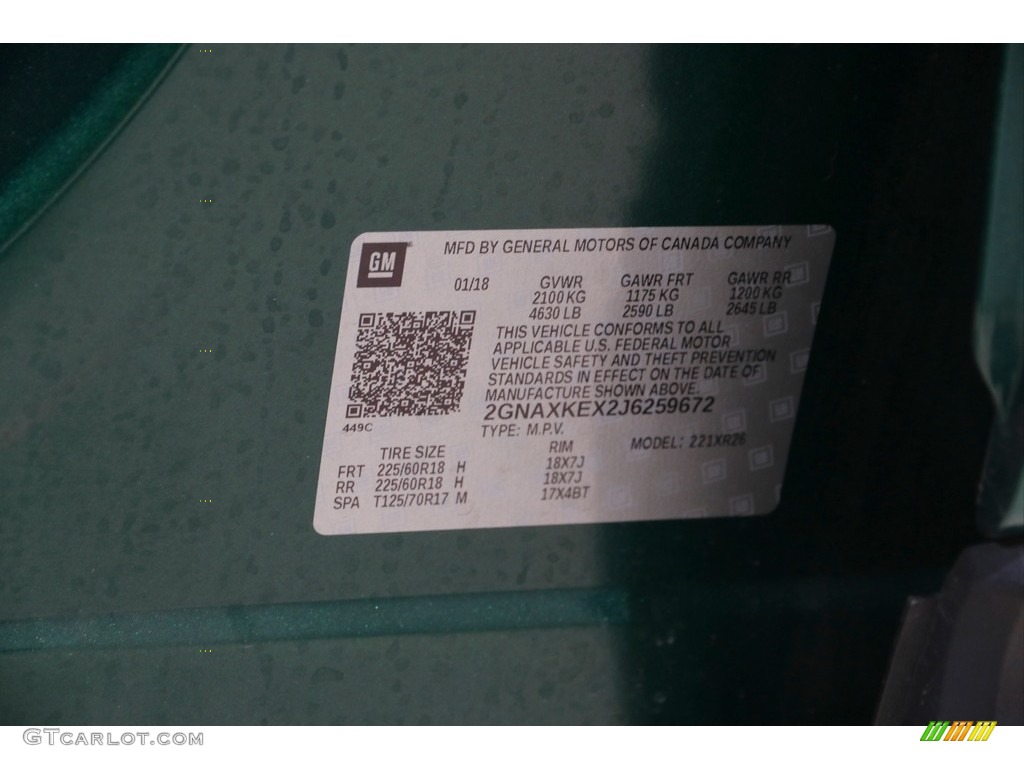 MFD BY GENERAL MOTORS OF CANADA COMPANY
GM
01/18 GVWR GAWR FRT GAWR RR
2100 KG 1175 KG 1200 KG
4630 LB 2590 LB 2645 LB
THIS VEHICLE CONFORMS TO ALL
APPLICABLE U.S. FEDERAL MOTOR
VEHICLE SAFETY AND THEFT PREVENTION
STANDARDS IN EFFECT ON THE DATE OF
MANUFACTURE SHOWN ABOVE.
2GNAXKEX2J6259672
449C
TYPE: M.P.V.
TIRE SIZE RIM MODEL: 221XR26
FRT 225/60R18 H 18X7J
RR 225/60R18 H 18X7J
SPA T125/70R17 M 17X4BT
GTCarlot.com